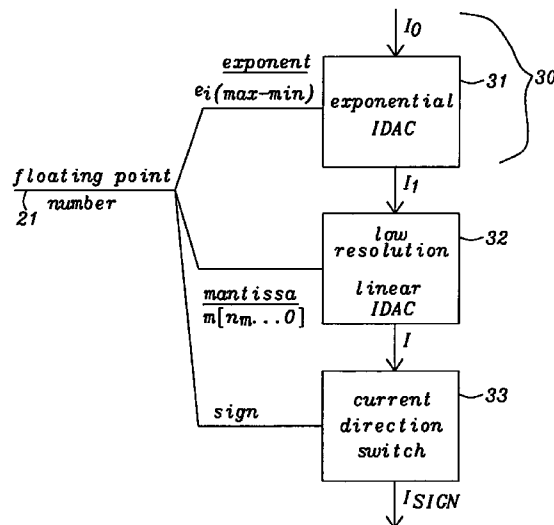 I0
30
31
exponent
ei(max-min)
exponential
IDAC
floating point
number
21
I1
32
low
resolution
linear
IDAC
mantissa
m[nm...0]
I
33
sign
current
direction
switch
ISIGN